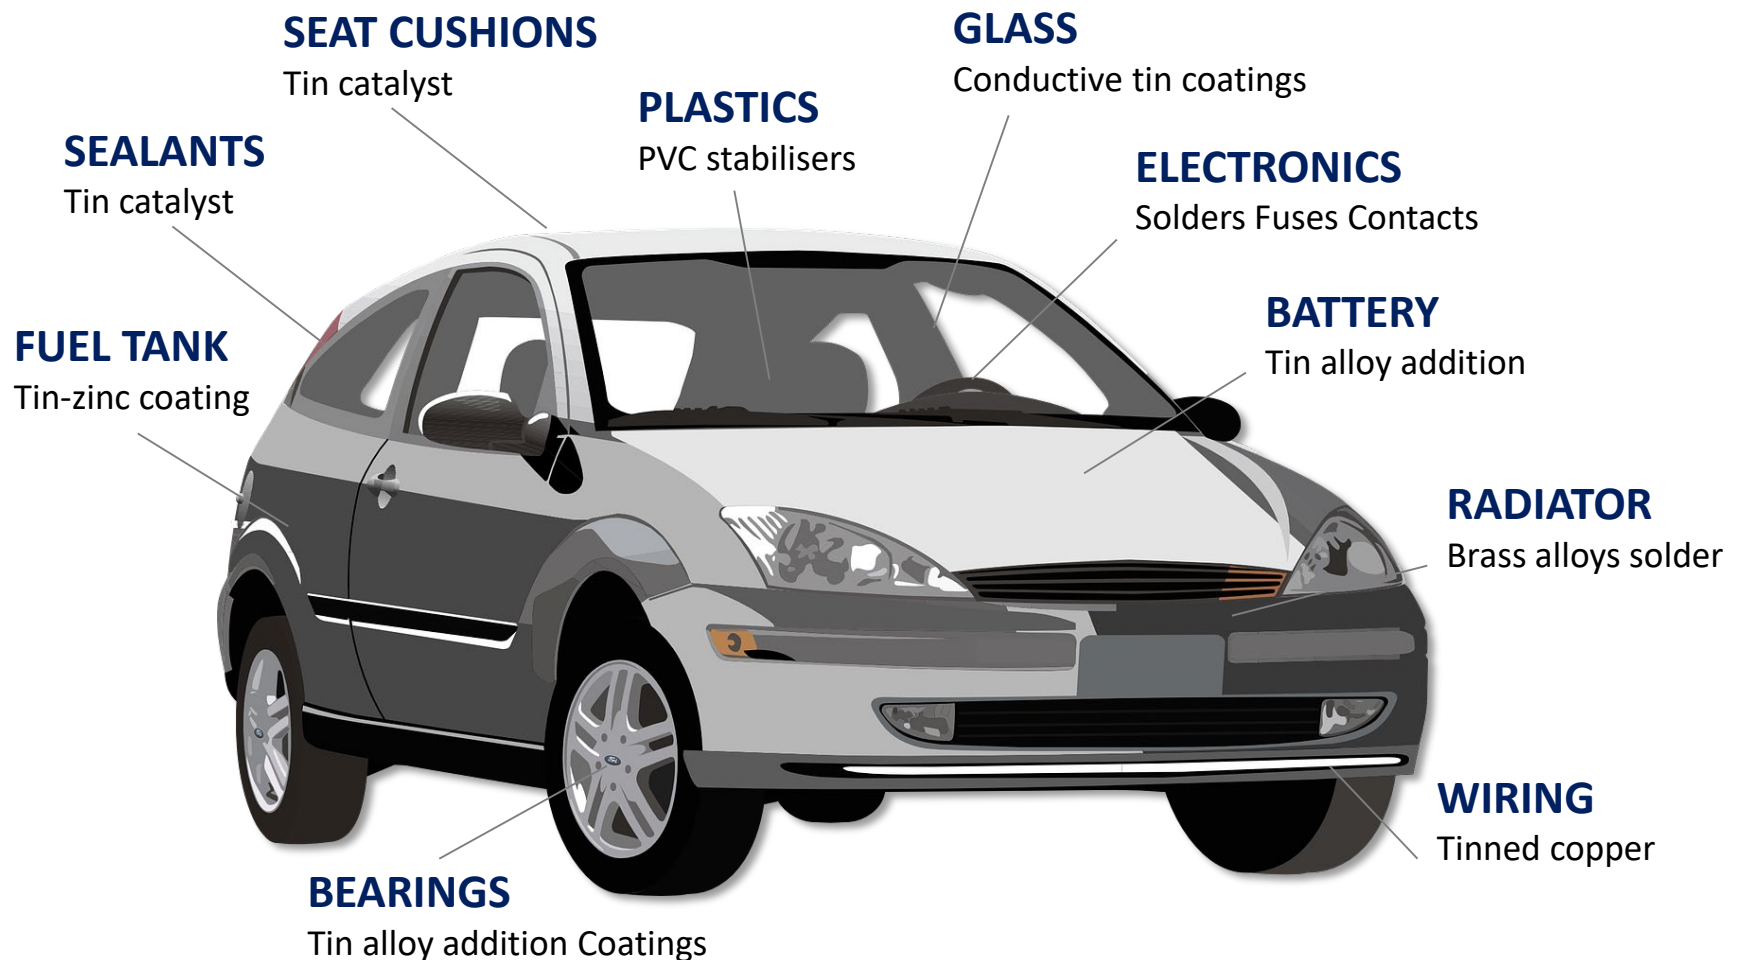 SEAT CUSHIONS
Tin catalyst
GLASS
Conductive tin coatings
PLASTICS
PVC stabilisers
SEALANTS
Tin catalyst
ELECTRONICS
Solders Fuses Contacts
BATTERY
Tin alloy addition
FUEL TANK
Tin-zinc coating
RADIATOR
Brass alloys solder
WIRING
Tinned copper
BEARINGS
Tin alloy addition Coatings